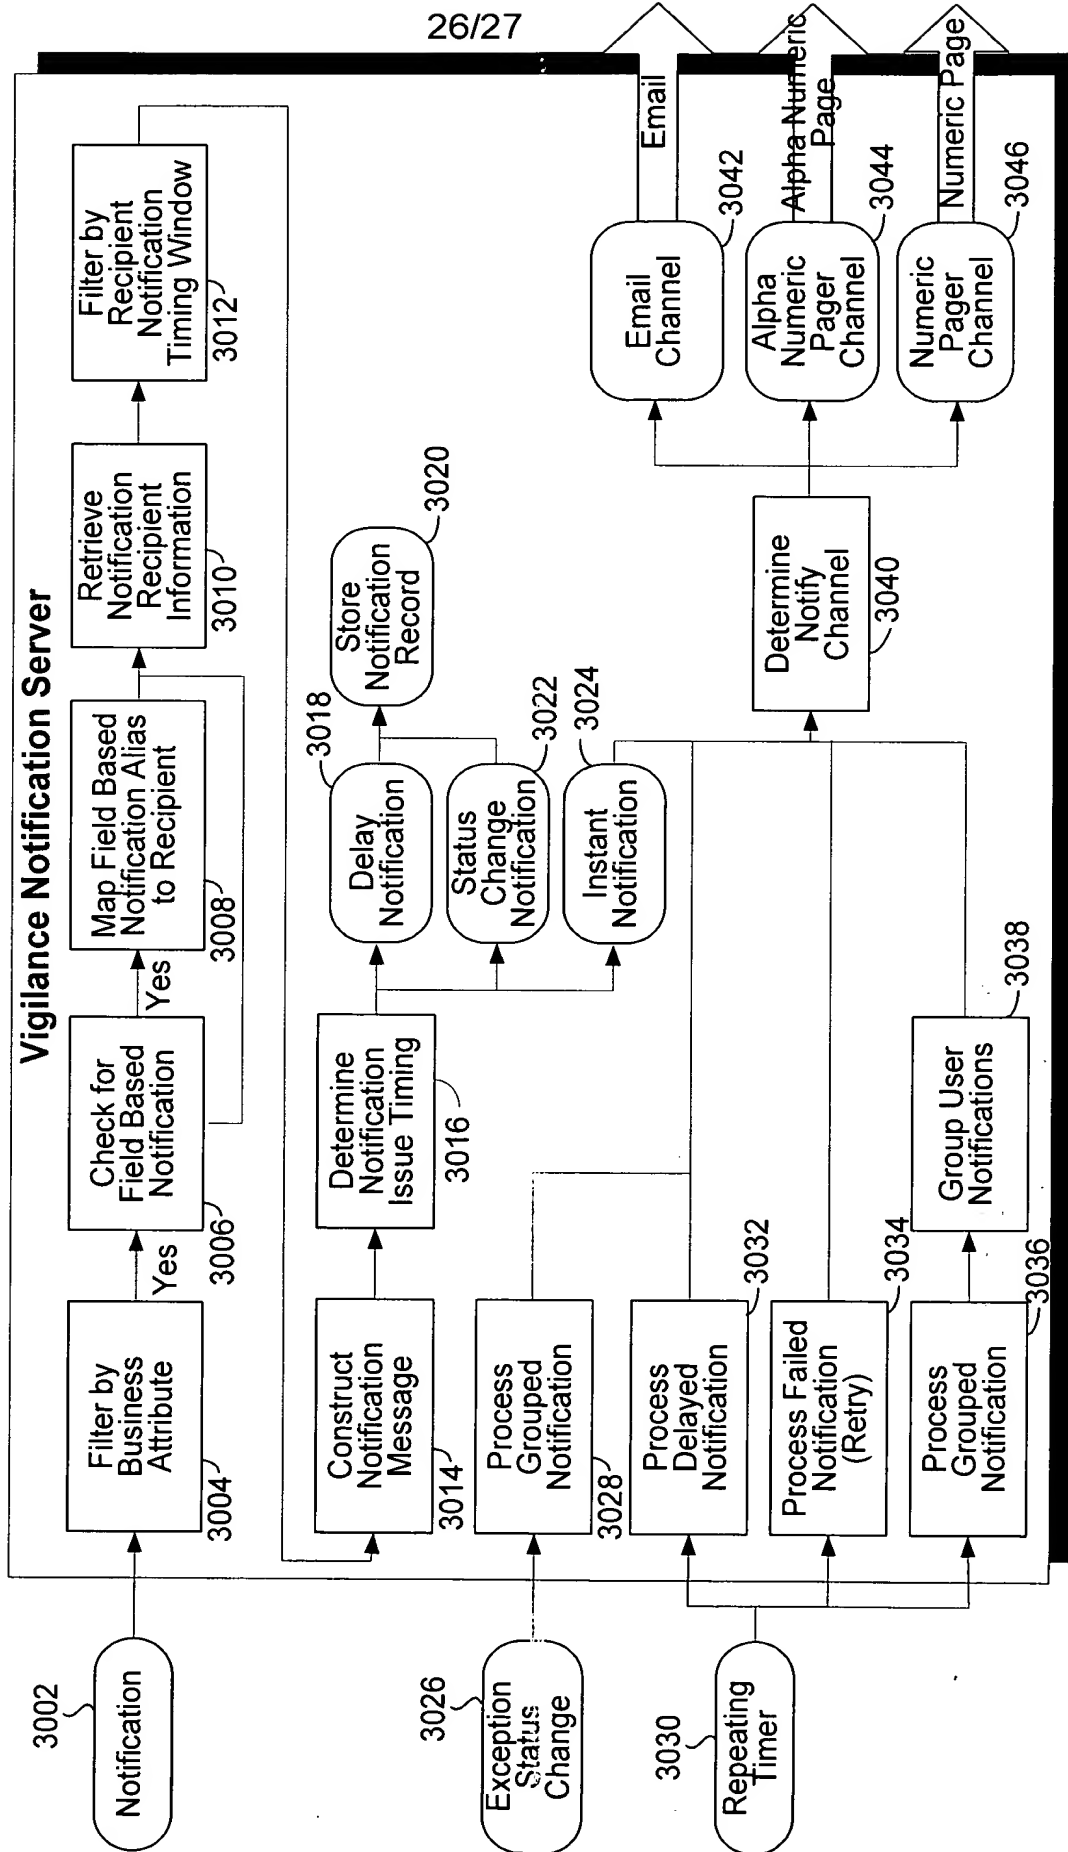 26/27
Vigilance Notification Server
3002
Notification
Filter by
Business
Attribute
3004
Yes
Check for
Field Based
Notification
3006
Yes
Map Field Based
Notification Alias
to Recipient
3008
Retrieve
Notification
Recipient
Information
3010
Filter by
Recipient
Notification
Timing Window
3012
Construct
Notification
Message
3014
Determine
Notification
Issue Timing
3016
Delay
Notification
3018
Store
Notification
Record
3020
Status
Change
Notification
3022
Instant
Notification
3024
3026
Exception
Status
Change
Process
Grouped
Notification
3028
3030
Repeating
Timer
Process
Delayed
Notification
3032
Process Failed
Notification
(Retry)
3034
Process
Grouped
Notification
3036
Group User
Notifications
3038
Determine
Notify
Channel
3040
Email
Channel
3042
Email
Alpha
Numeric
Pager
Channel
3044
Alpha Numeric
Page
Numeric
Pager
Channel
3046
Numeric Page